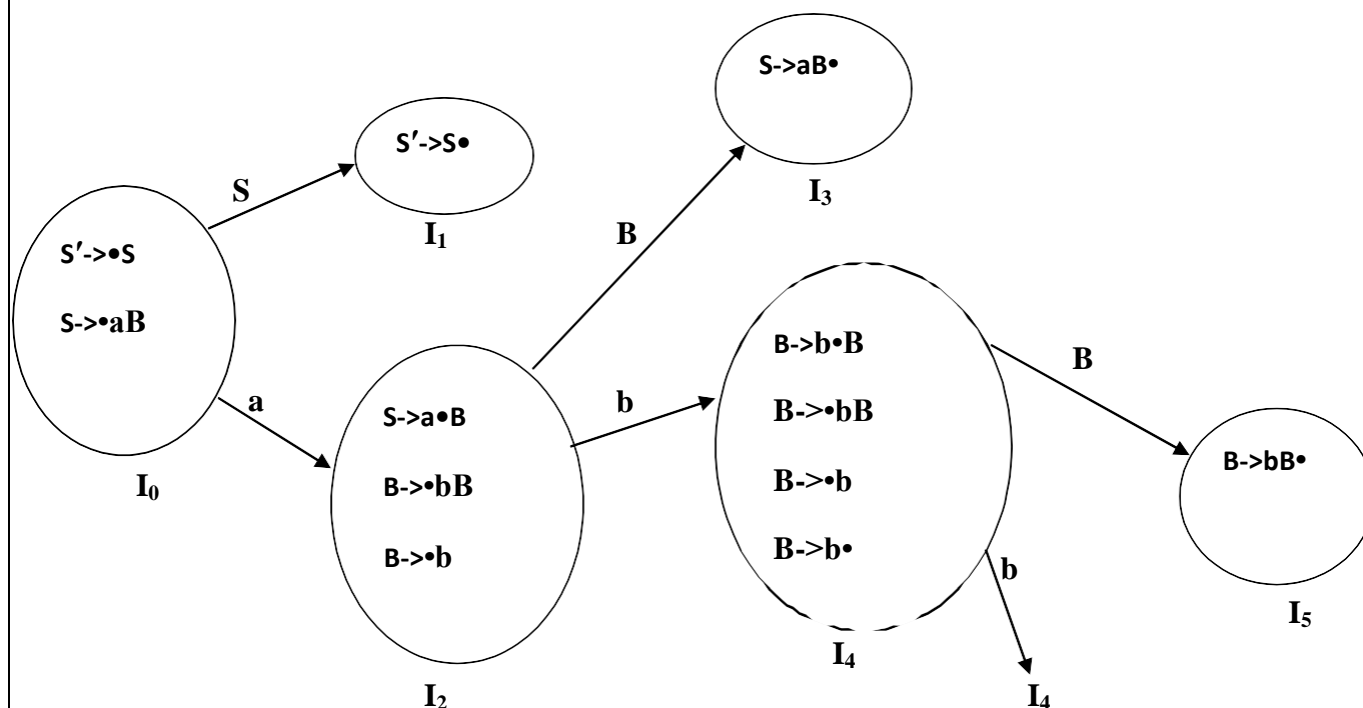 S->aB•
I₃
S′->S•
I₁
S
B
S′->•S
S->•aB
I₀
a
S->a•B
B->•bB
B->•b
I₂
b
B->b•B
B->•bB
B->•b
B->b•
I₄
B
b
I₄
B->bB•
I₅